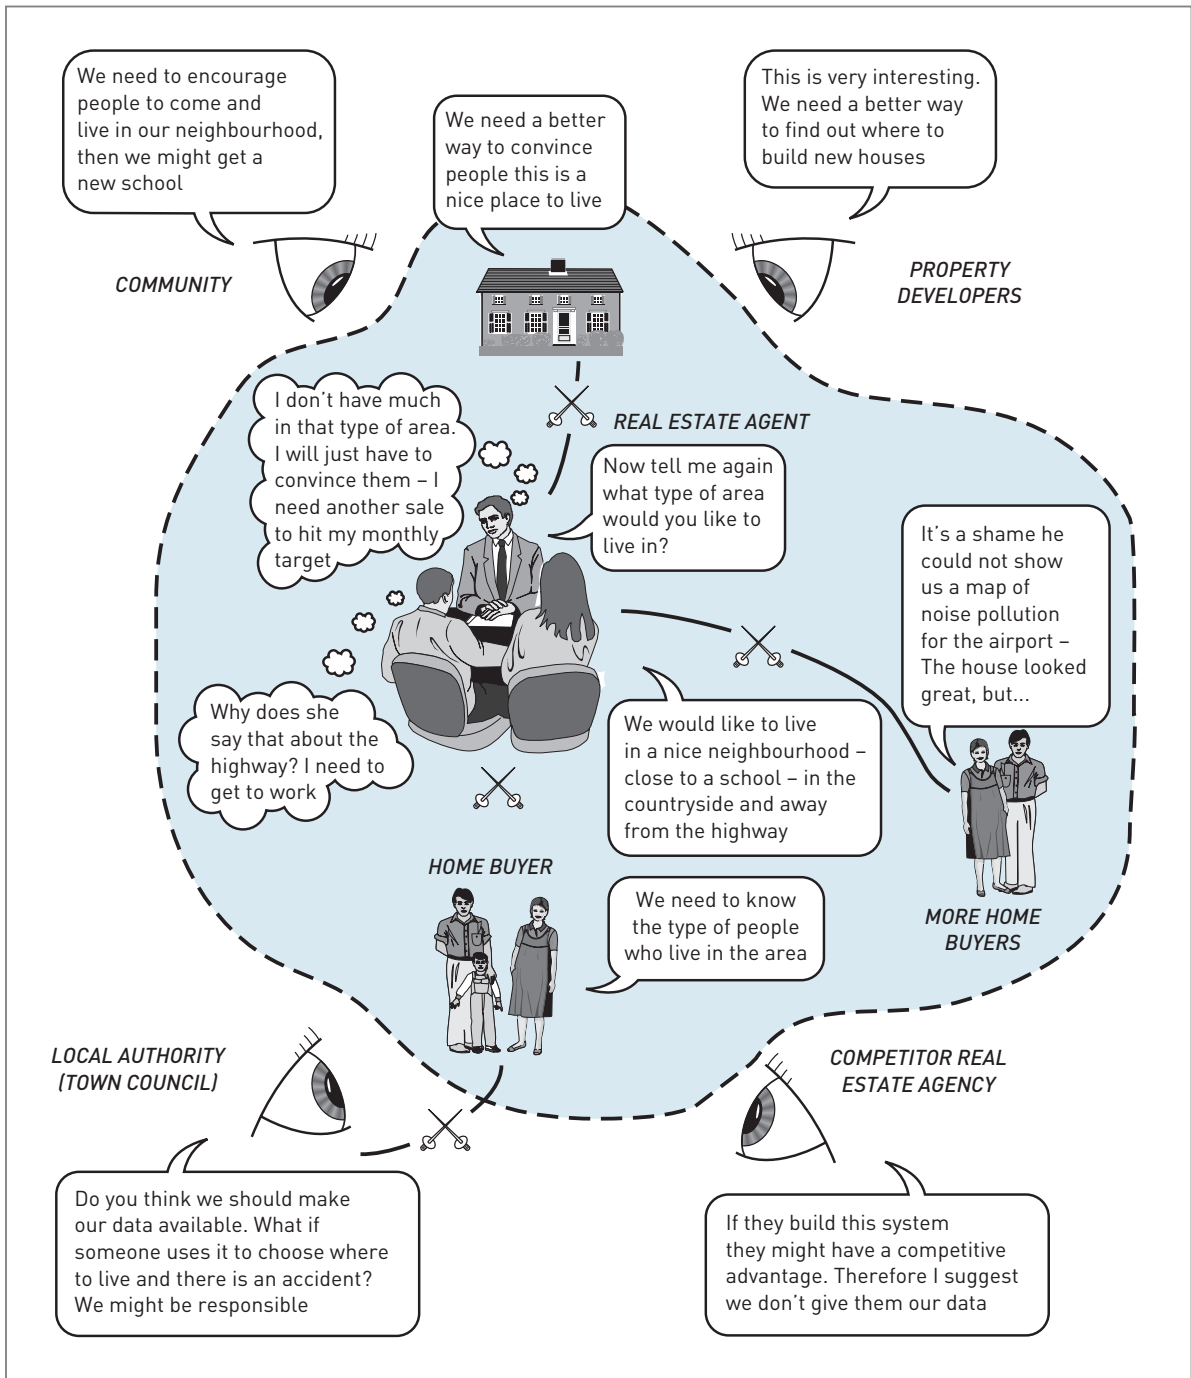 We need to encourage
people to come and
live in our neighbourhood,
then we might get a
new school
We need a better
way to convince
people this is a
nice place to live
This is very interesting.
We need a better way
to find out where to
build new houses
COMMUNITY
PROPERTY
DEVELOPERS
I don't have much
in that type of area.
I will just have to
convince them – I
need another sale
to hit my monthly
target
REAL ESTATE AGENT
Now tell me again
what type of area
would you like to
live in?
It's a shame he
could not show
us a map of
noise pollution
for the airport –
The house looked
great, but...
Why does she
say that about the
highway? I need to
get to work
We would like to live
in a nice neighbourhood –
close to a school – in the
countryside and away
from the highway
HOME BUYER
We need to know
the type of people
who live in the area
MORE HOME
BUYERS
LOCAL AUTHORITY
(TOWN COUNCIL)
COMPETITOR REAL
ESTATE AGENCY
Do you think we should make
our data available. What if
someone uses it to choose where
to live and there is an accident?
We might be responsible
If they build this system
they might have a competitive
advantage. Therefore I suggest
we don't give them our data